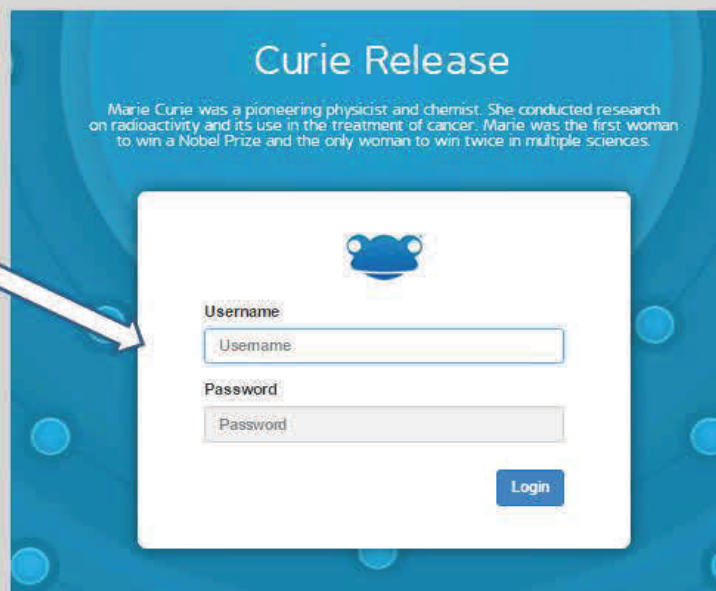 Curie Release
Marie Curie was a pioneering physicist and chemist. She conducted research
on radioactivity and its use in the treatment of cancer. Marie was the first woman
to win a Nobel Prize and the only woman to win twice in multiple sciences.
Username
Username
Password
Password
Login